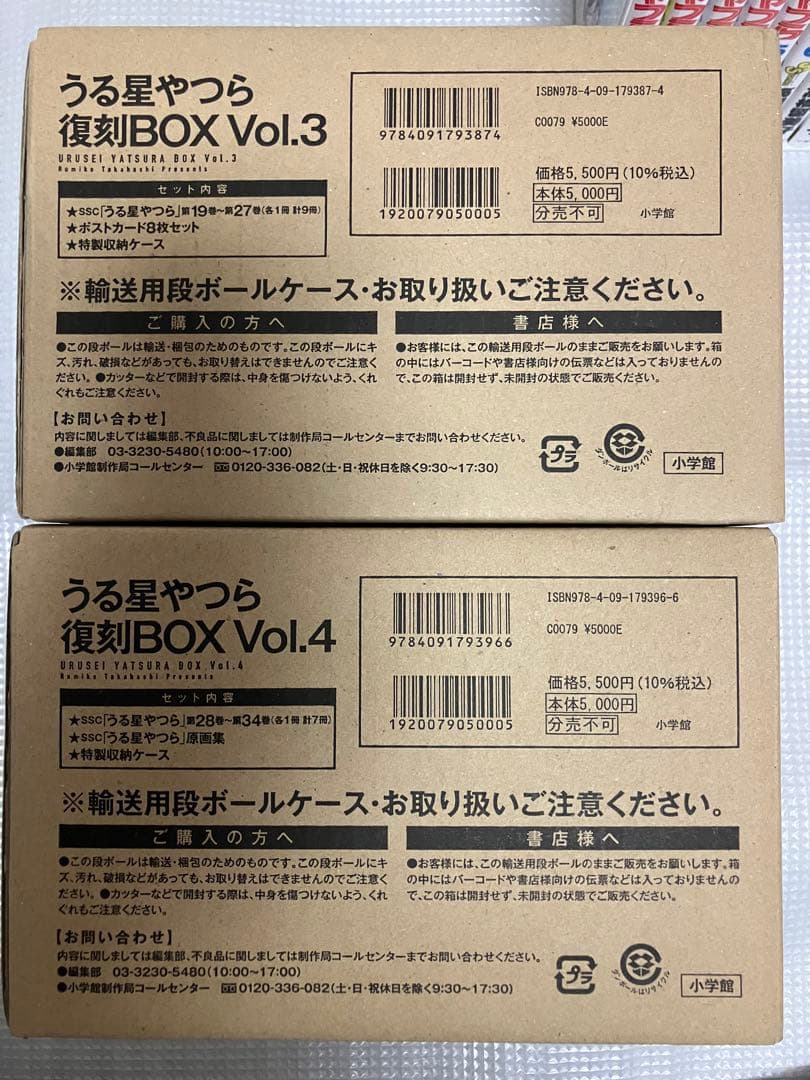 うる星やつら
復刻BOX Vol.3
URUSEI YATSURA BOX Vol.3
Rumiko Takahashi Presents
セット内容
★SSC「うる星やつら」第19巻〜第27巻(各1冊 計9冊)
★ポストカード8枚セット
★特製収納ケース
9784091793874
1920079050005
ISBN978-4-09-179387-4
C0079 ¥5000E
価格5,500円(10%税込)
本体5,000円
分売不可
小学館
※輸送用段ボールケース・お取り扱いご注意ください。
ご購入の方へ
●この段ボールは輸送・梱包のためのものです。この段ボールにキ
ズ、汚れ、破損などがあっても、お取り替えはできませんのでご注意く
ださい。●カッターなどで開封する際は、中身を傷つけないよう、くれ
ぐれもご注意ください。
書店様へ
●お客様には、この輸送用段ボールのままご販売をお願いします。箱
の中にはバーコードや書店様向けの伝票などは入っておりませんの
で、この箱は開封せず、未開封の状態でご販売ください。
【お問い合わせ】
内容に関しましては編集部、不良品に関しましては制作局コールセンターまでお問い合わせください。
●編集部 03-3230-5480(10:00〜17:00)
●小学館制作局コールセンター 0120-336-082(土・日・祝休日を除く9:30〜17:30)
プラ
ダンボールはリサイクル
小学館
うる星やつら
復刻BOX Vol.4
URUSEI YATSURA BOX Vol.4
Rumiko Takahashi Presents
セット内容
★SSC「うる星やつら」第28巻〜第34巻(各1冊 計7冊)
★SSC「うる星やつら」原画集
★特製収納ケース
9784091793966
1920079050005
ISBN978-4-09-179396-6
C0079 ¥5000E
価格5,500円(10%税込)
本体5,000円
分売不可
小学館
※輸送用段ボールケース・お取り扱いご注意ください。
ご購入の方へ
●この段ボールは輸送・梱包のためのものです。この段ボールにキ
ズ、汚れ、破損などがあっても、お取り替えはできませんのでご注意く
ださい。●カッターなどで開封する際は、中身を傷つけないよう、くれ
ぐれもご注意ください。
書店様へ
●お客様には、この輸送用段ボールのままご販売をお願いします。箱
の中にはバーコードや書店様向けの伝票などは入っておりませんの
で、この箱は開封せず、未開封の状態でご販売ください。
【お問い合わせ】
内容に関しましては編集部、不良品に関しましては制作局コールセンターまでお問い合わせください。
●編集部 03-3230-5480(10:00〜17:00)
●小学館制作局コールセンター 0120-336-082(土・日・祝休日を除く9:30〜17:30)
プラ
ダンボールはリサイクル
小学館